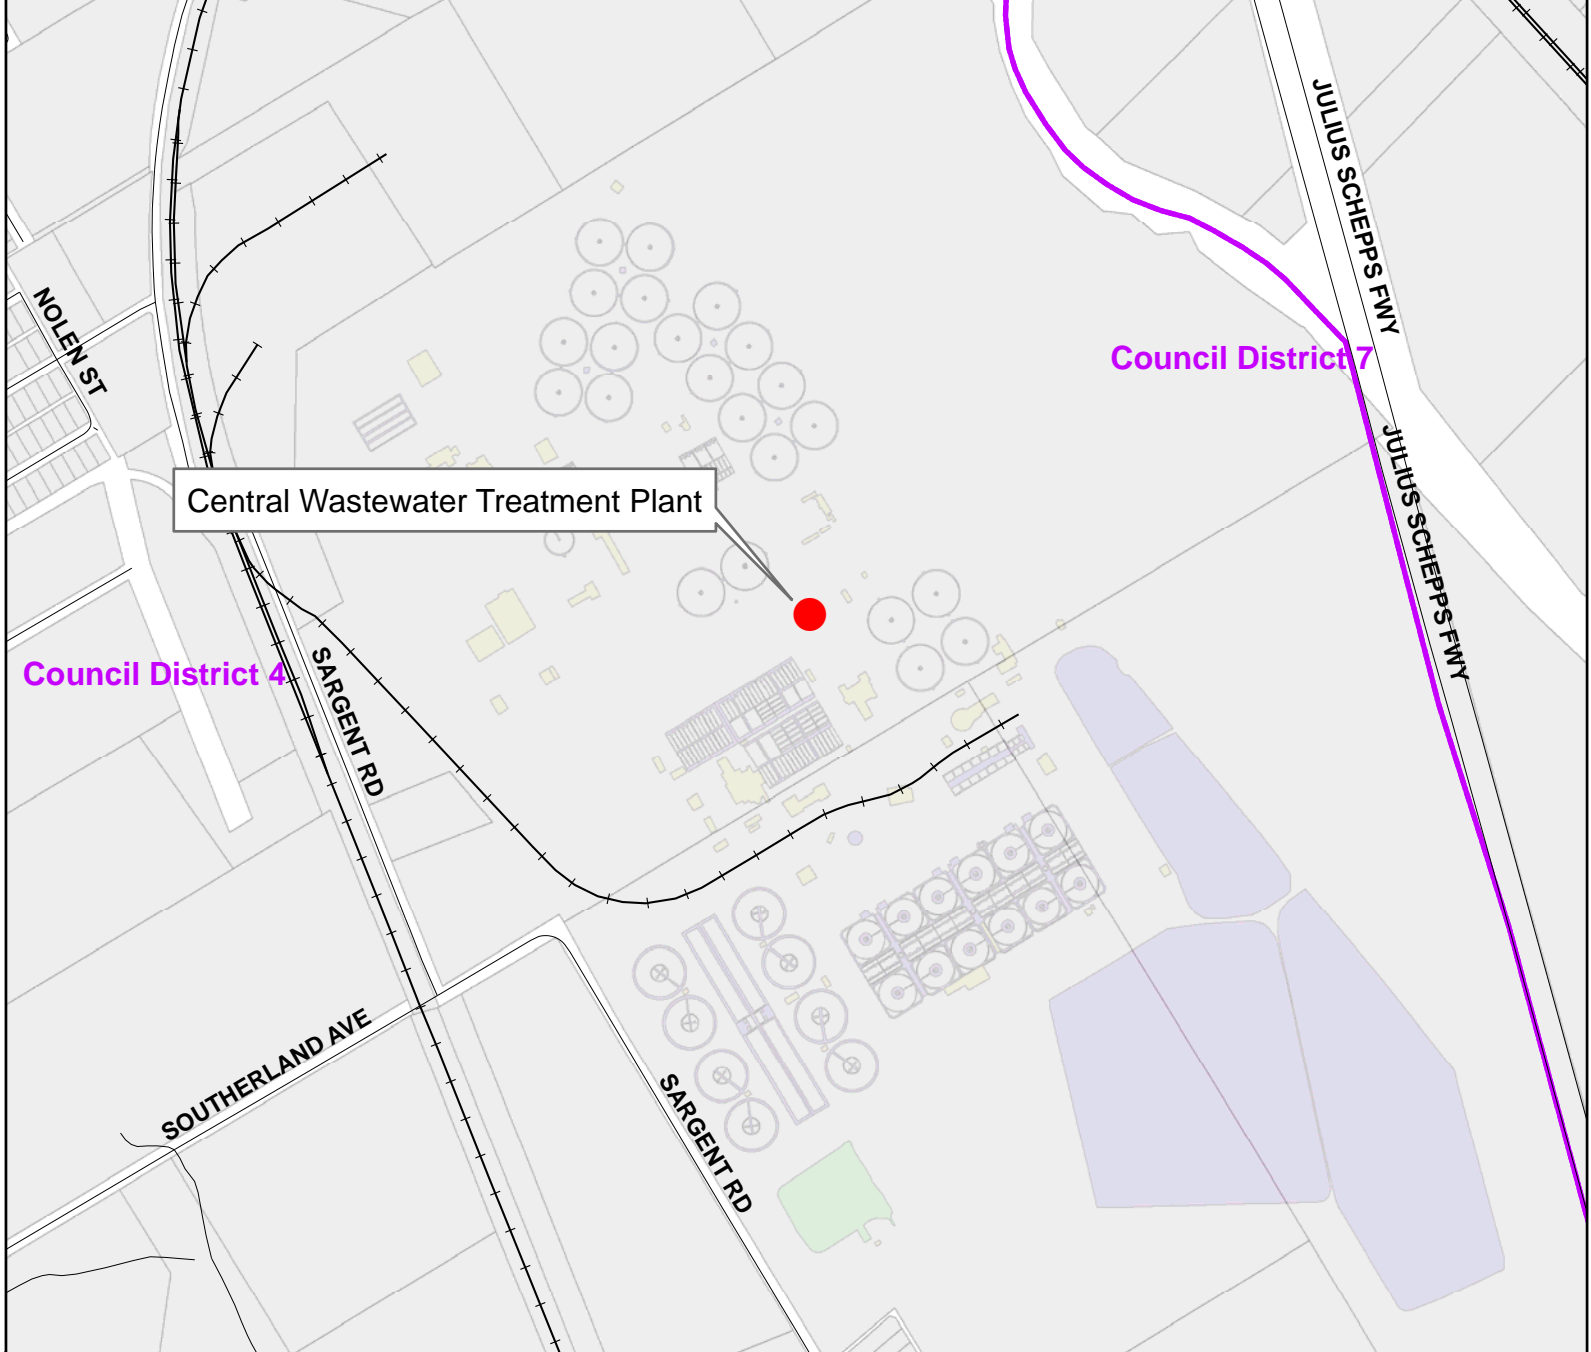 JULIUS SCHEPPS FWY
NOLEN ST
Council District 7
JULIUS SCHEPPS FWY
Central Wastewater Treatment Plant
Council District 4
SARGENT RD
SOUTHERLAND AVE
SARGENT RD